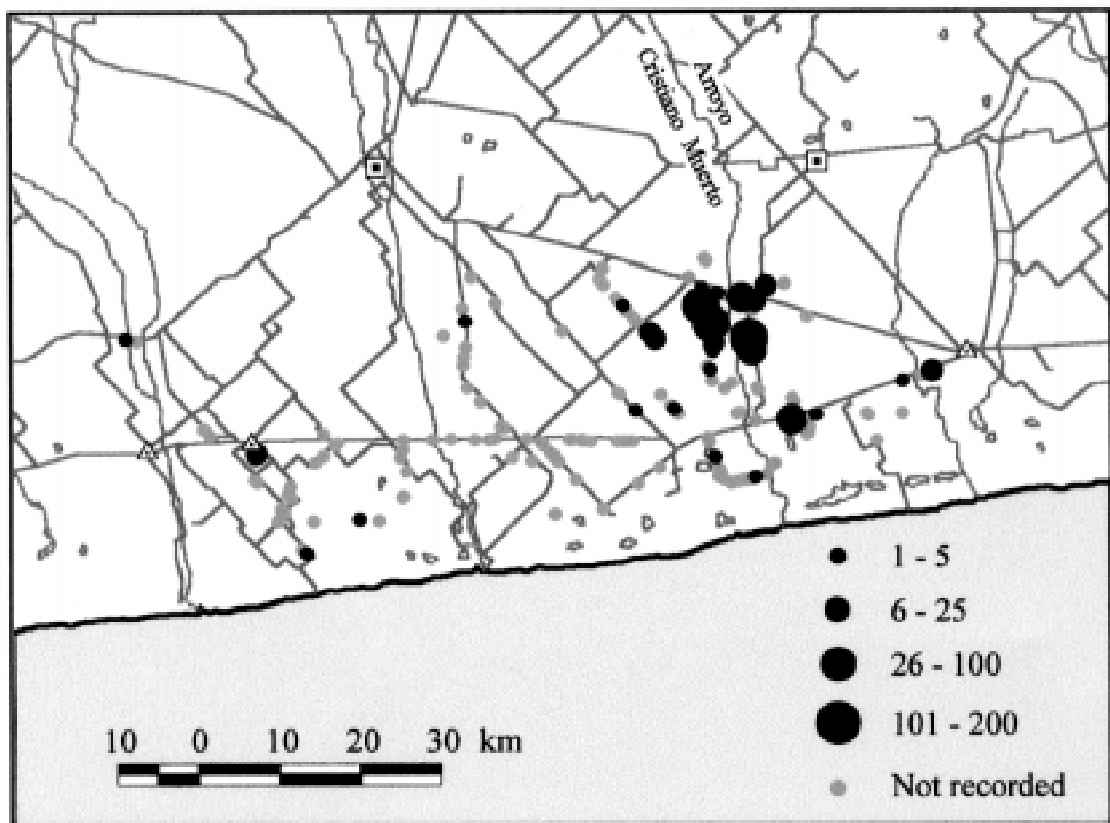 Arroyo
Cristiano Muerto
1 - 5
6 - 25
26 - 100
101 - 200
Not recorded
10 0 10 20 30 km